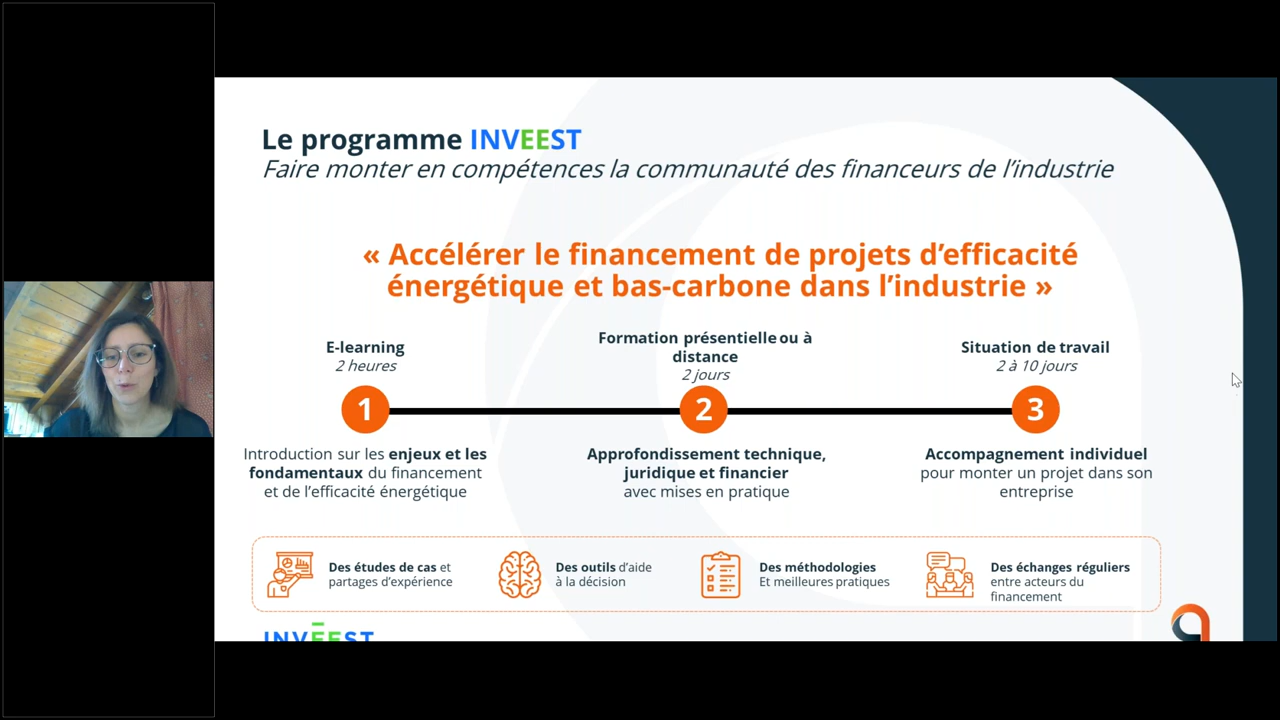 Le programme INVEEST
Faire monter en compétences la communauté des financeurs de l'industrie
« Accélérer le financement de projets d'efficacité
énergétique et bas-carbone dans l'industrie »
E-learning
2 heures
1
Introduction sur les enjeux et les
fondamentaux du financement
et de l'efficacité énergétique
Formation présentielle ou à
distance
2 jours
2
Approfondissement technique,
juridique et financier
avec mises en pratique
Situation de travail
2 à 10 jours
3
Accompagnement individuel
pour monter un projet dans son
entreprise
Des études de cas et
partages d'expérience
Des outils d'aide
à la décision
Des méthodologies
Et meilleures pratiques
Des échanges réguliers
entre acteurs du
financement
INVEEST